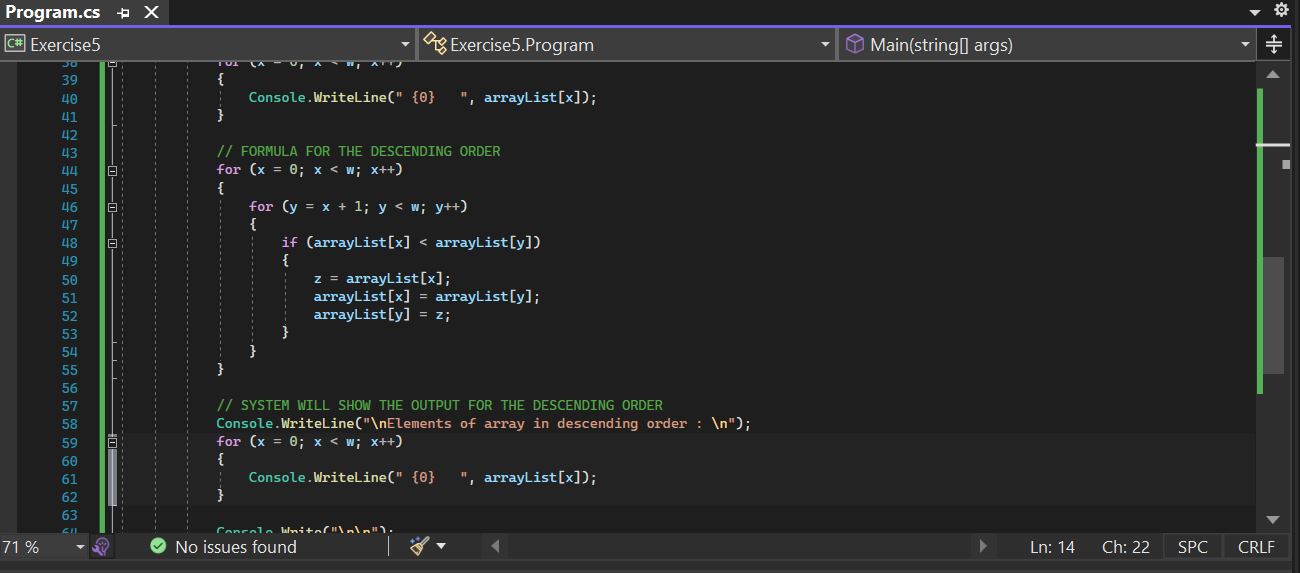 Program.cs
Exercise5 Exercise5.Program Main(string[] args)
38 for (x = 0; x < w; x++)
39 {
40 Console.WriteLine(" {0}   ", arrayList[x]);
41 }
42
43 // FORMULA FOR THE DESCENDING ORDER
44 for (x = 0; x < w; x++)
45 {
46 for (y = x + 1; y < w; y++)
47 {
48 if (arrayList[x] < arrayList[y])
49 {
50 z = arrayList[x];
51 arrayList[x] = arrayList[y];
52 arrayList[y] = z;
53 }
54 }
55 }
56
57 // SYSTEM WILL SHOW THE OUTPUT FOR THE DESCENDING ORDER
58 Console.WriteLine("\nElements of array in descending order : \n");
59 for (x = 0; x < w; x++)
60 {
61 Console.WriteLine(" {0}   ", arrayList[x]);
62 }
63
64 Console.Write("\n\n");
71 % No issues found Ln: 14 Ch: 22 SPC CRLF